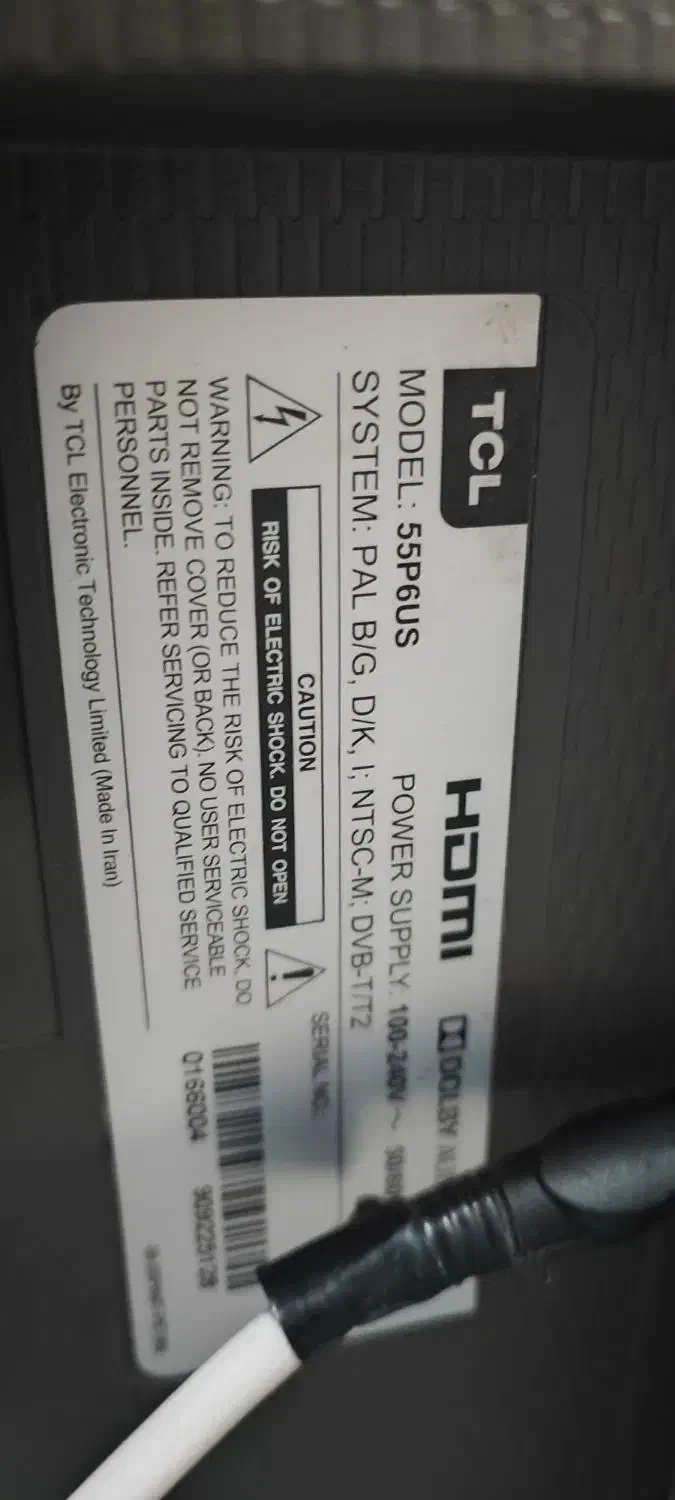 TCL
HDMI
DOLBY
MODEL: 55P6US
POWER SUPPLY: 100-240V~
SYSTEM: PAL B/G, D/K, I; NTSC-M; DVB-T/T2
CAUTION
RISK OF ELECTRIC SHOCK. DO NOT OPEN
WARNING: TO REDUCE THE RISK OF ELECTRIC SHOCK, DO
NOT REMOVE COVER (OR BACK). NO USER SERVICEABLE
PARTS INSIDE. REFER SERVICING TO QUALIFIED SERVICE
PERSONNEL.
SERIAL NO.:
0166004
By TCL Electronic Technology Limited (Made In Iran)